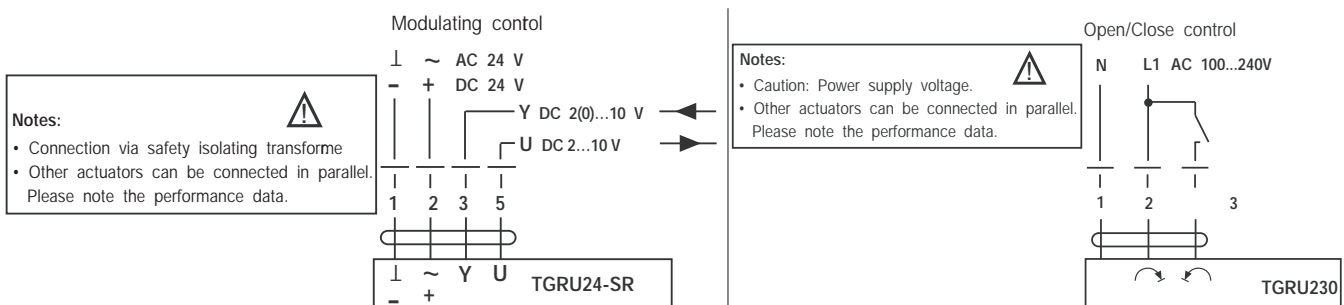 Modulating contol
⊥ ~ AC 24 V
– + DC 24 V
Y DC 2(0)...10 V
U DC 2...10 V
Notes:
• Connection via safety isolating transforme
• Other actuators can be connected in parallel.
Please note the performance data.
1 2 3 5
⊥ ~ Y U TGRU24-SR
– +
Open/Close control
Notes:
• Caution: Power supply voltage.
• Other actuators can be connected in parallel.
Please note the performance data.
N L1 AC 100...240V
1 2 3
TGRU230